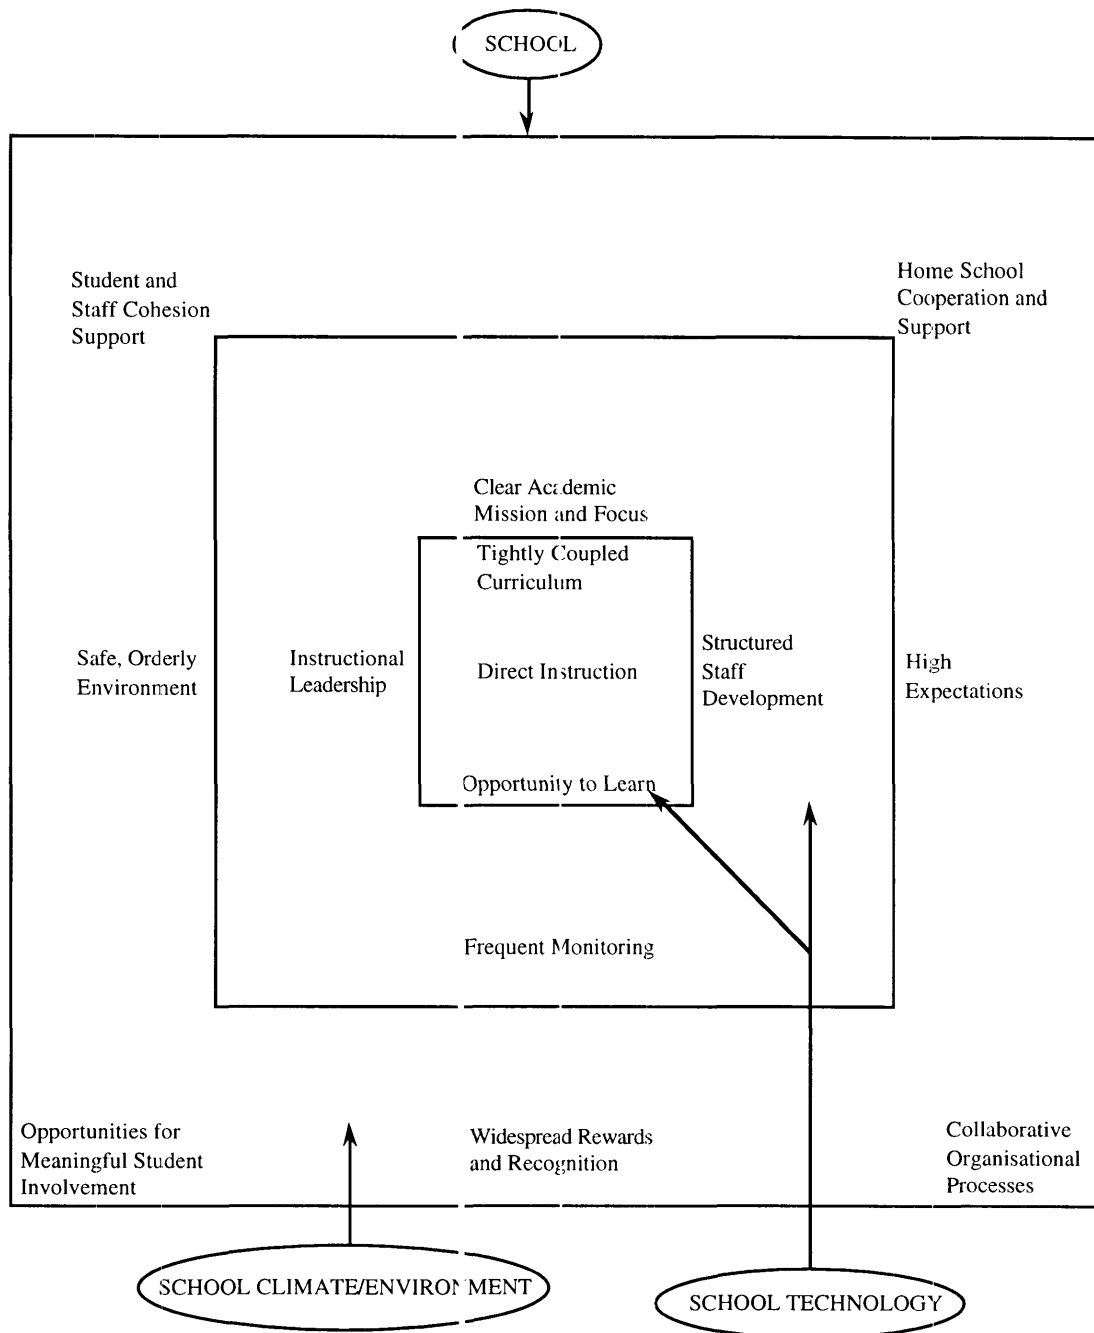 SCHOOL
Student and
Staff Cohesion
Support
Home School
Cooperation and
Support
Clear Academic
Mission and Focus
Tightly Coupled
Curriculum
Safe, Orderly
Environment
Instructional
Leadership
Direct Instruction
Structured
Staff
Development
High
Expectations
Opportunity to Learn
Frequent Monitoring
Opportunities for
Meaningful Student
Involvement
Widespread Rewards
and Recognition
Collaborative
Organisational
Processes
SCHOOL CLIMATE/ENVIRONMENT
SCHOOL TECHNOLOGY